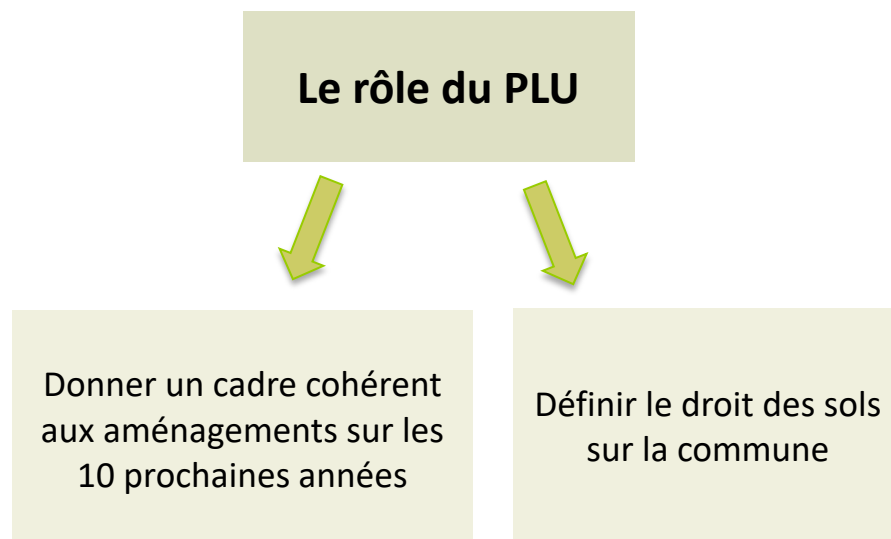 Le rôle du PLU
Donner un cadre cohérent
aux aménagements sur les
10 prochaines années
Définir le droit des sols
sur la commune